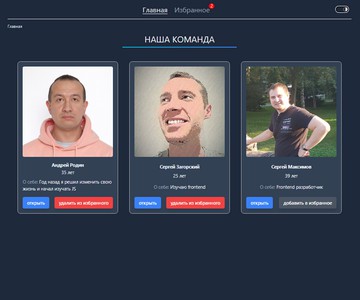 Главная Избранное 2
Главная
НАША КОМАНДА
Андрей Родин
35 лет
О себе: Год назад я решил изменить свою
жизнь и начал изучать JS
открыть удалить из избранного
Сергей Загорский
25 лет
О себе: Изучаю frontend
открыть удалить из избранного
Сергей Максимов
39 лет
О себе: Frontend разработчик
открыть добавить в избранное